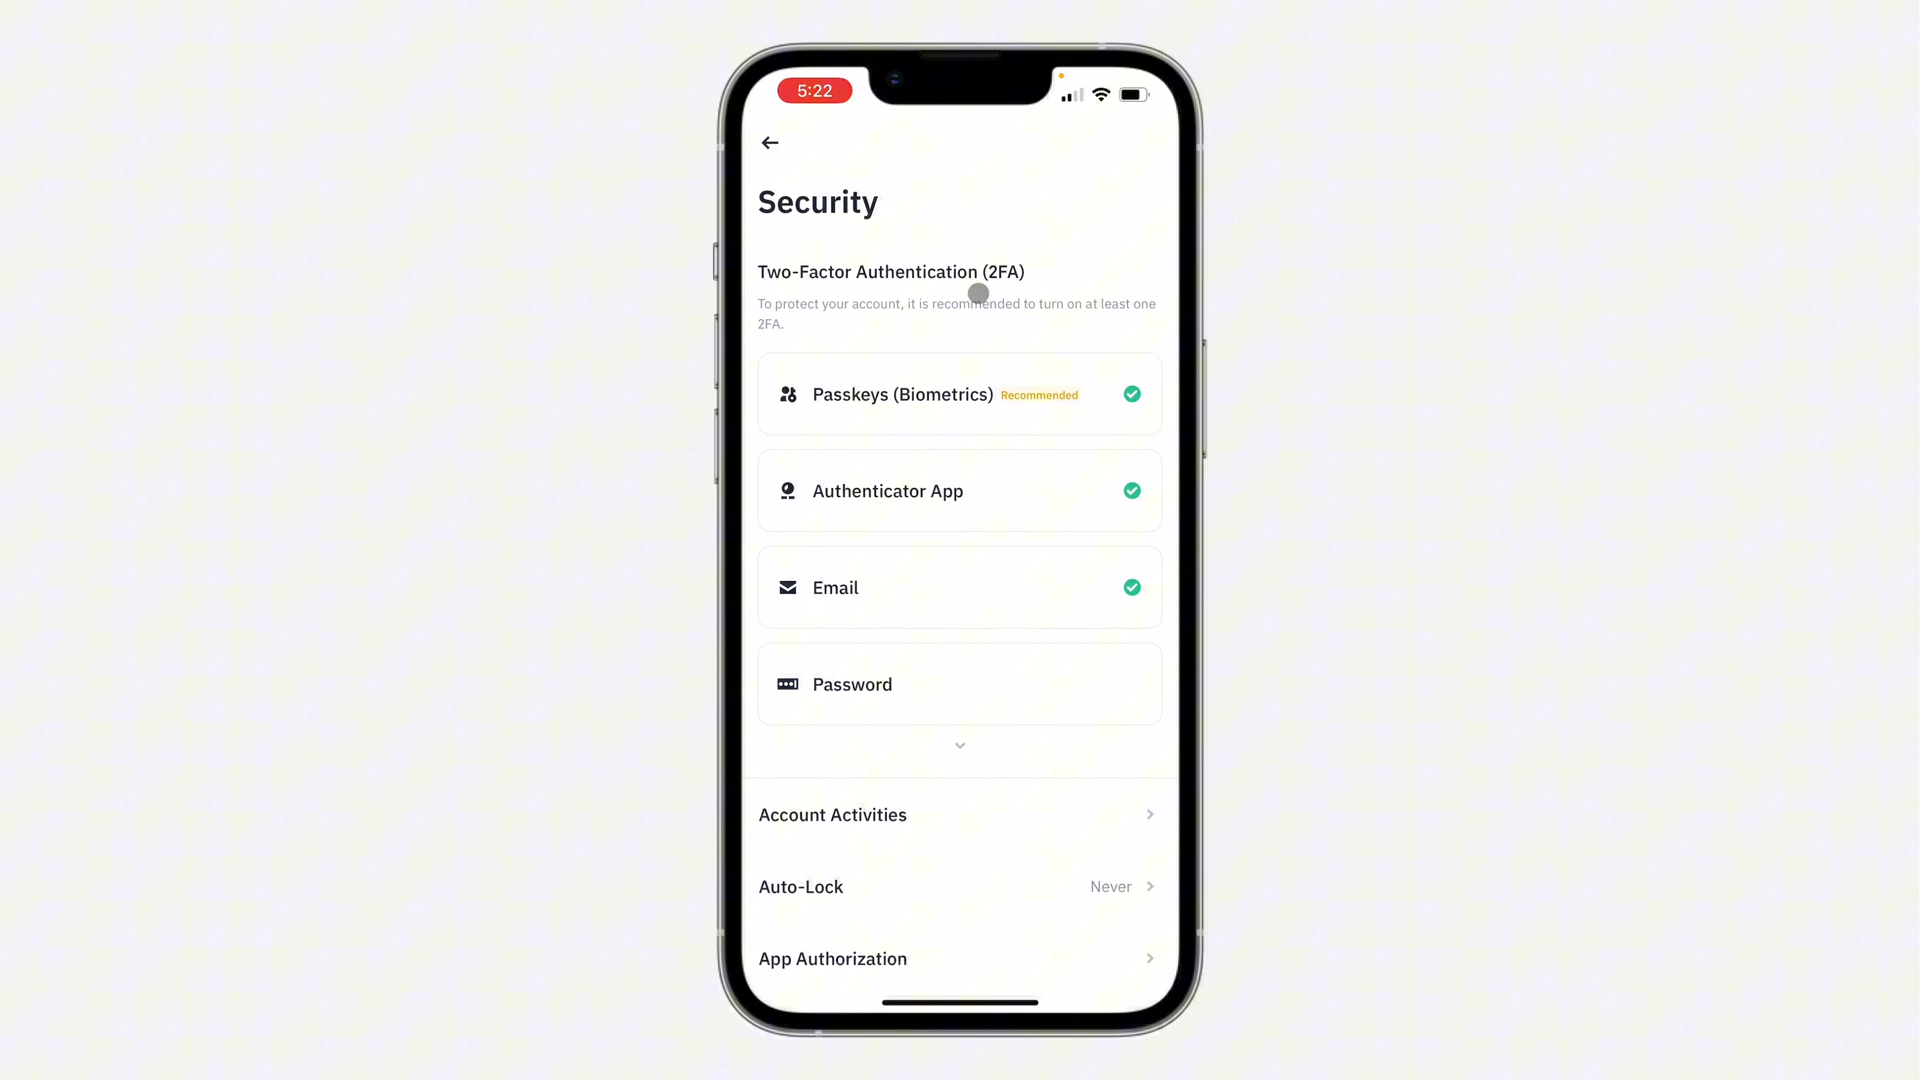 5:22
Security
Two-Factor Authentication (2FA)
To protect your account, it is recommended to turn on at least one
2FA.
Passkeys (Biometrics) Recommended
Authenticator App
Email
Password
Account Activities
Auto-Lock Never
App Authorization